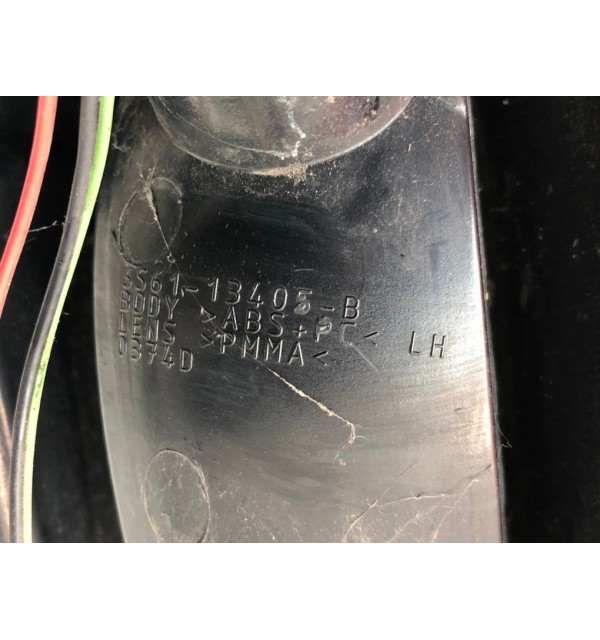 6S61-13405-B
BODY >ABS+PC<
LENS >PMMA< LH
0374D